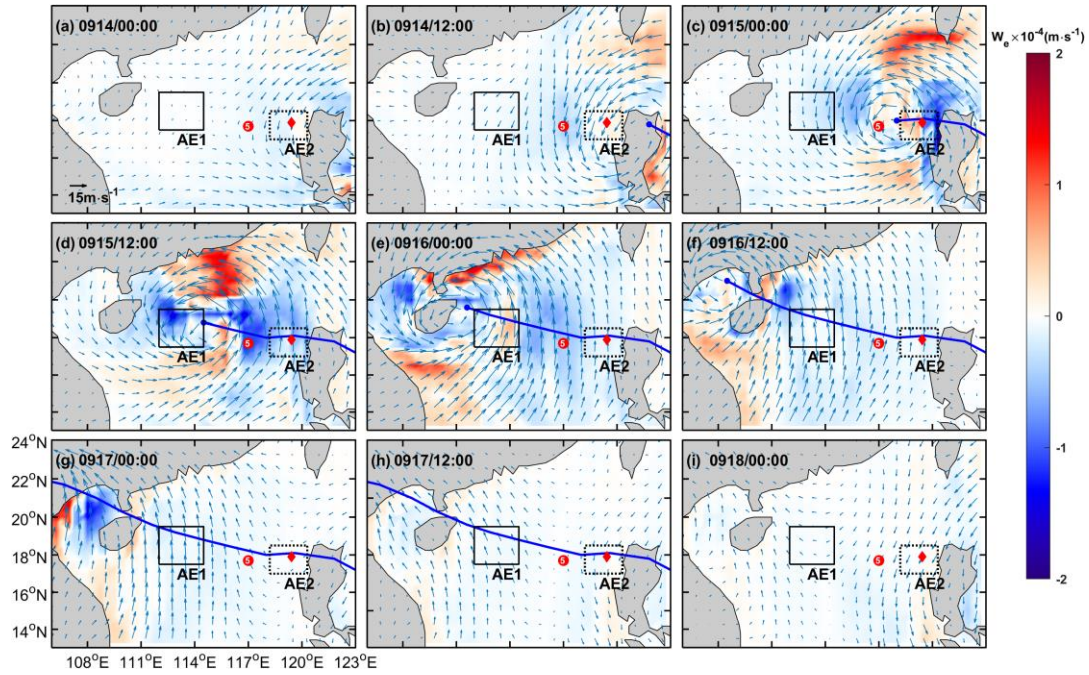 (a) 0914/00:00
5
AE1
AE2
15m·s⁻¹
(b) 0914/12:00
5
AE1
AE2
(c) 0915/00:00
5
AE1
AE2
Wₑ×10⁻⁴(m·s⁻¹)
2
1
0
-1
-2
(d) 0915/12:00
5
AE1
AE2
(e) 0916/00:00
5
AE1
AE2
(f) 0916/12:00
5
AE1
AE2
24°N
22°N
20°N
18°N
16°N
14°N
(g) 0917/00:00
5
AE1
AE2
108°E 111°E 114°E 117°E 120°E 123°E
(h) 0917/12:00
5
AE1
AE2
(i) 0918/00:00
5
AE1
AE2